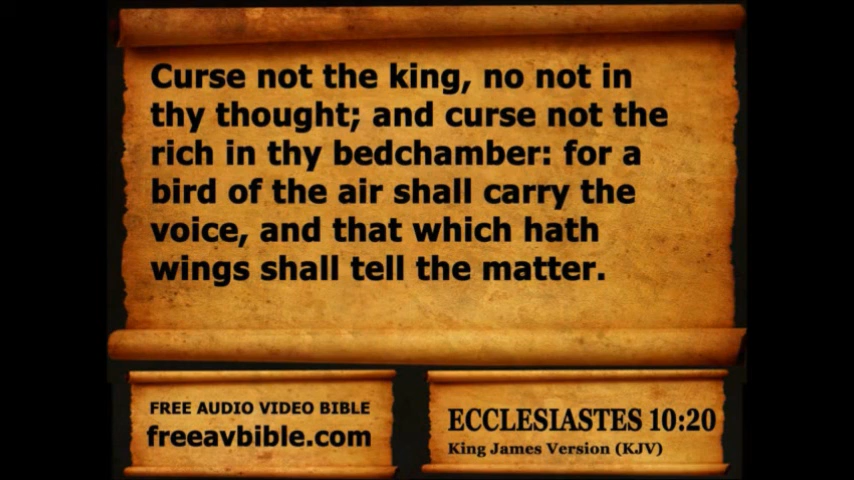 Curse not the king, no not in
thy thought; and curse not the
rich in thy bedchamber: for a
bird of the air shall carry the
voice, and that which hath
wings shall tell the matter.
FREE AUDIO VIDEO BIBLE
freeavbible.com
ECCLESIASTES 10:20
King James Version (KJV)